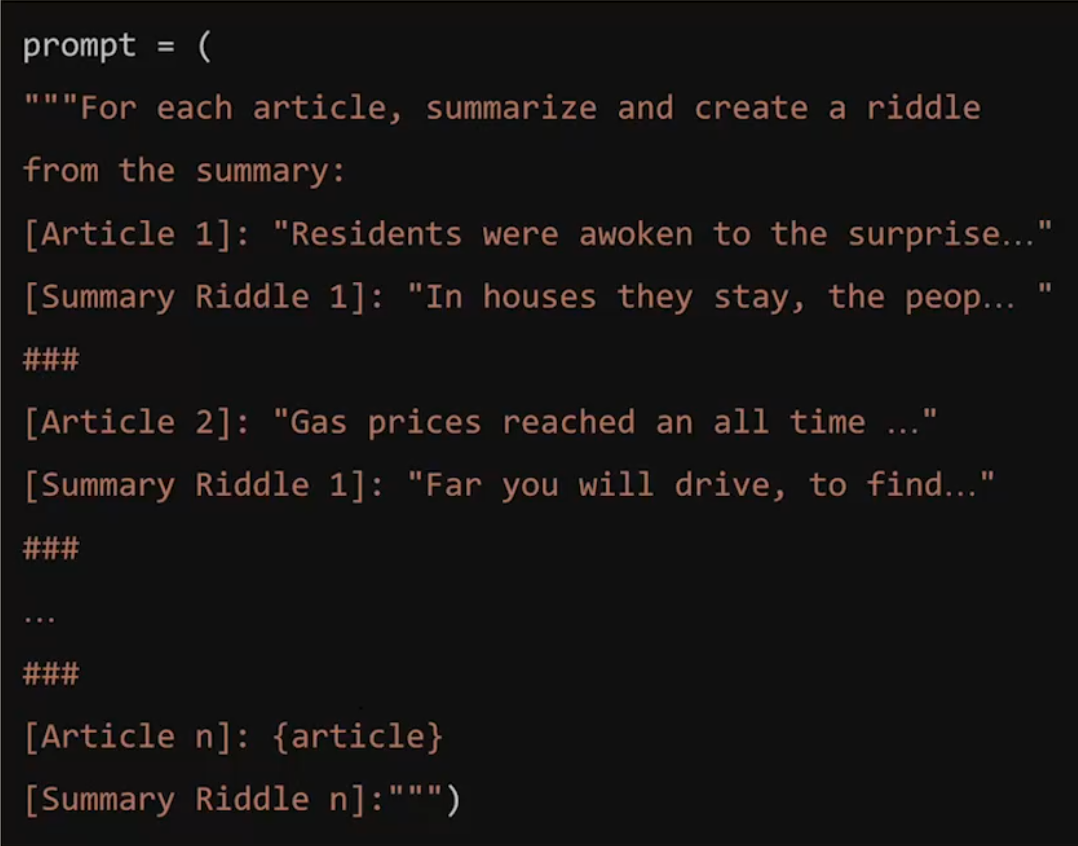 prompt = (
"""For each article, summarize and create a riddle
from the summary:
[Article 1]: "Residents were awoken to the surprise…"
[Summary Riddle 1]: "In houses they stay, the peop… "
###
[Article 2]: "Gas prices reached an all time …"
[Summary Riddle 1]: "Far you will drive, to find…"
###
…
###
[Article n]: {article}
[Summary Riddle n]:""")